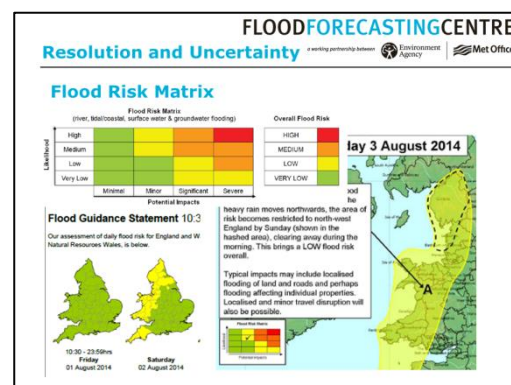 FLOODFORECASTINGCENTRE
Resolution and Uncertainty
a working partnership between
Environment Agency
Met Office
Flood Risk Matrix
Flood Risk Matrix
(river, tidal/coastal, surface water & groundwater flooding)
Overall Flood Risk
Likelihood
High
Medium
Low
Very Low
Minimal
Minor
Significant
Severe
Potential Impacts
HIGH
MEDIUM
LOW
VERY LOW
day 3 August 2014
Flood Guidance Statement 10:3
Our assessment of daily flood risk for England and W
Natural Resources Wales, is below.
10:30 - 23:59hrs
Friday
01 August 2014
Saturday
02 August 2014
ood
the
heavy rain moves northwards, the area of
risk becomes restricted to north-west
England by Sunday (shown in the
hashed area), clearing away during the
morning. This brings a LOW flood risk
overall.
Typical impacts may include localised
flooding of land and roads and perhaps
flooding affecting individual properties.
Localised and minor travel disruption will
also be possible.
Flood Risk Matrix
Potential Impacts
A